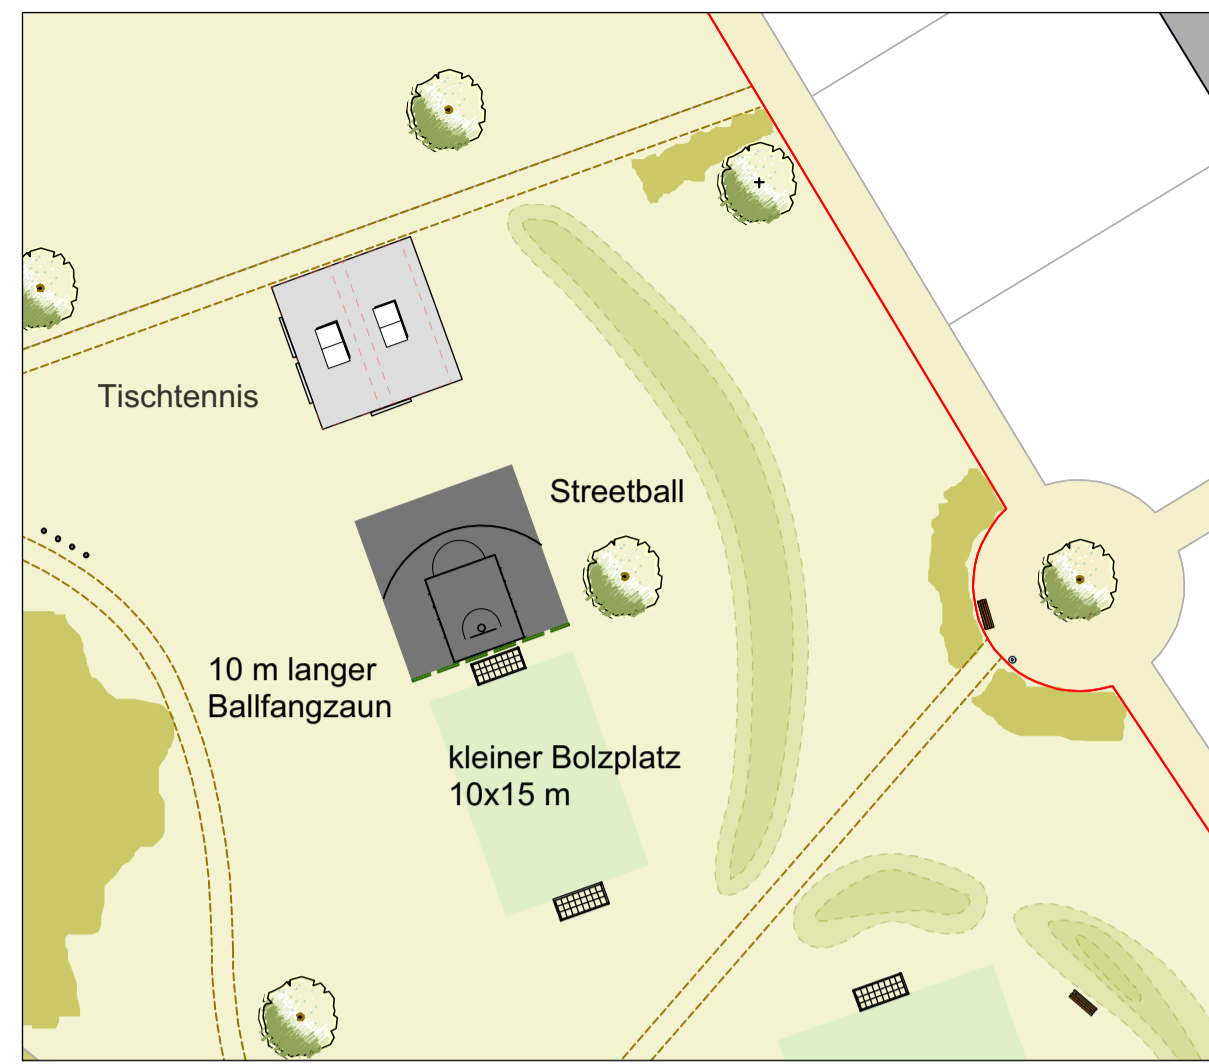 Tischtennis
Streetball
10 m langer
Ballfangzaun
kleiner Bolzplatz
10x15 m